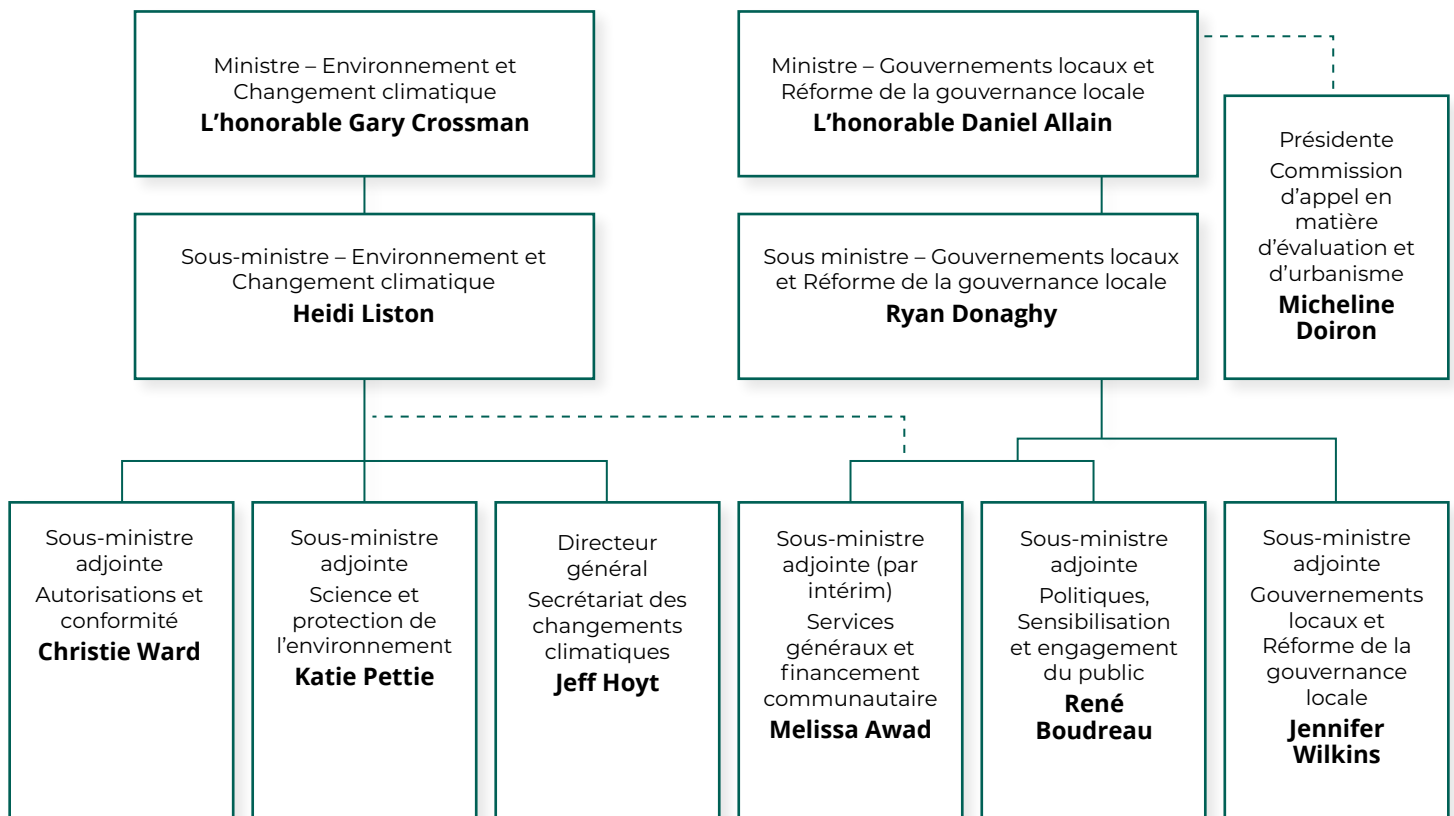 Ministre – Environnement et
Changement climatique
L’honorable Gary Crossman
Ministre – Gouvernements locaux et
Réforme de la gouvernance locale
L’honorable Daniel Allain
Présidente
Commission
d’appel en
matière
d’évaluation et
d’urbanisme
Micheline
Doiron
Sous-ministre – Environnement et
Changement climatique
Heidi Liston
Sous ministre – Gouvernements locaux
et Réforme de la gouvernance locale
Ryan Donaghy
Sous-ministre
adjointe
Autorisations et
conformité
Christie Ward
Sous-ministre
adjointe
Science et
protection de
l’environnement
Katie Pettie
Directeur
général
Secrétariat des
changements
climatiques
Jeff Hoyt
Sous-ministre
adjointe (par
intérim)
Services
généraux et
financement
communautaire
Melissa Awad
Sous-ministre
adjointe
Politiques,
Sensibilisation
et engagement
du public
René
Boudreau
Sous-ministre
adjointe
Gouvernements
locaux et
Réforme de la
gouvernance
locale
Jennifer
Wilkins